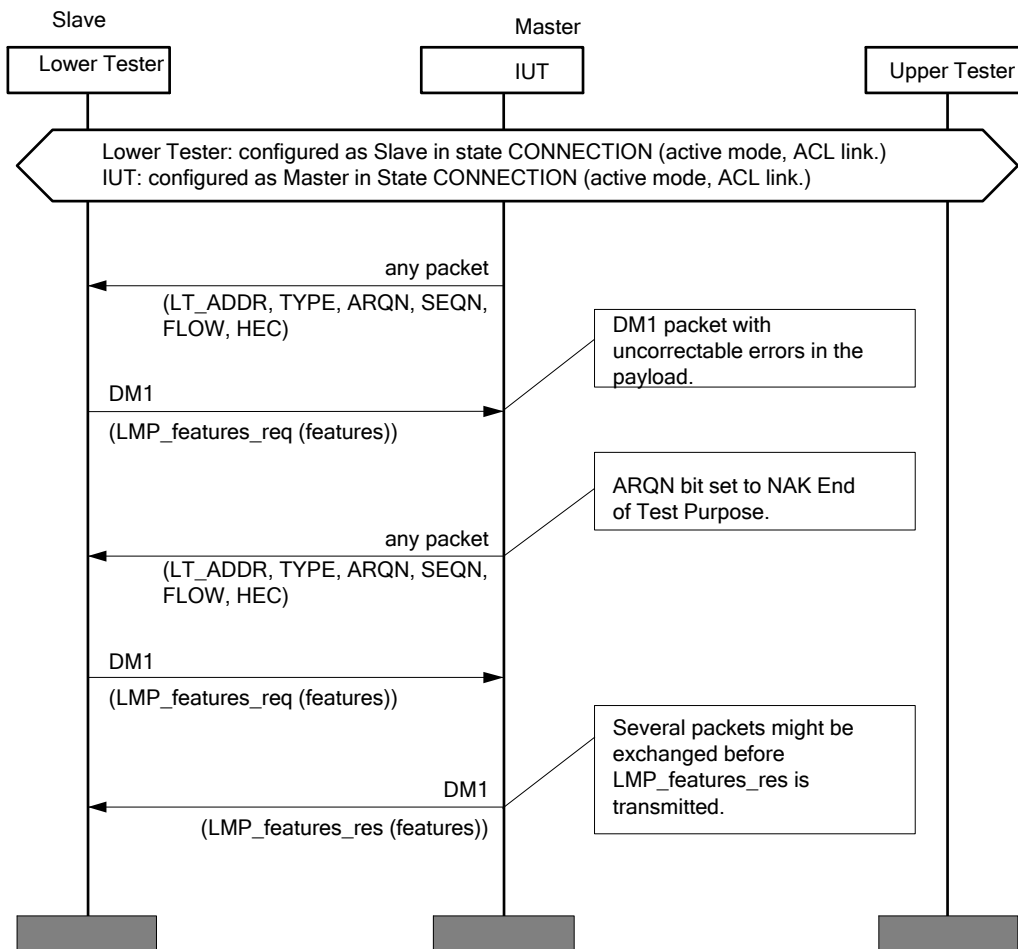 Slave
Master
Lower Tester
IUT
Upper Tester
Lower Tester: configured as Slave in state CONNECTION (active mode, ACL link.)
IUT: configured as Master in State CONNECTION (active mode, ACL link.)
any packet
(LT_ADDR, TYPE, ARQN, SEQN,
FLOW, HEC)
DM1 packet with
uncorrectable errors in the
payload.
DM1
(LMP_features_req (features))
ARQN bit set to NAK End
of Test Purpose.
any packet
(LT_ADDR, TYPE, ARQN, SEQN,
FLOW, HEC)
DM1
(LMP_features_req (features))
Several packets might be
exchanged before
LMP_features_res is
transmitted.
DM1
(LMP_features_res (features))